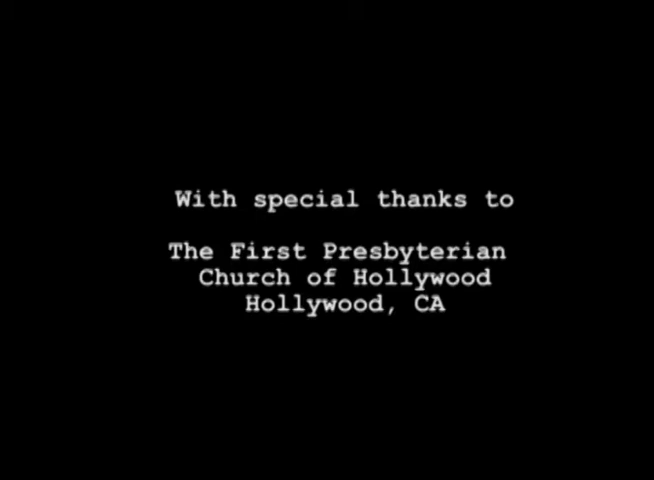 With special thanks to
The First Presbyterian
Church of Hollywood
Hollywood, CA